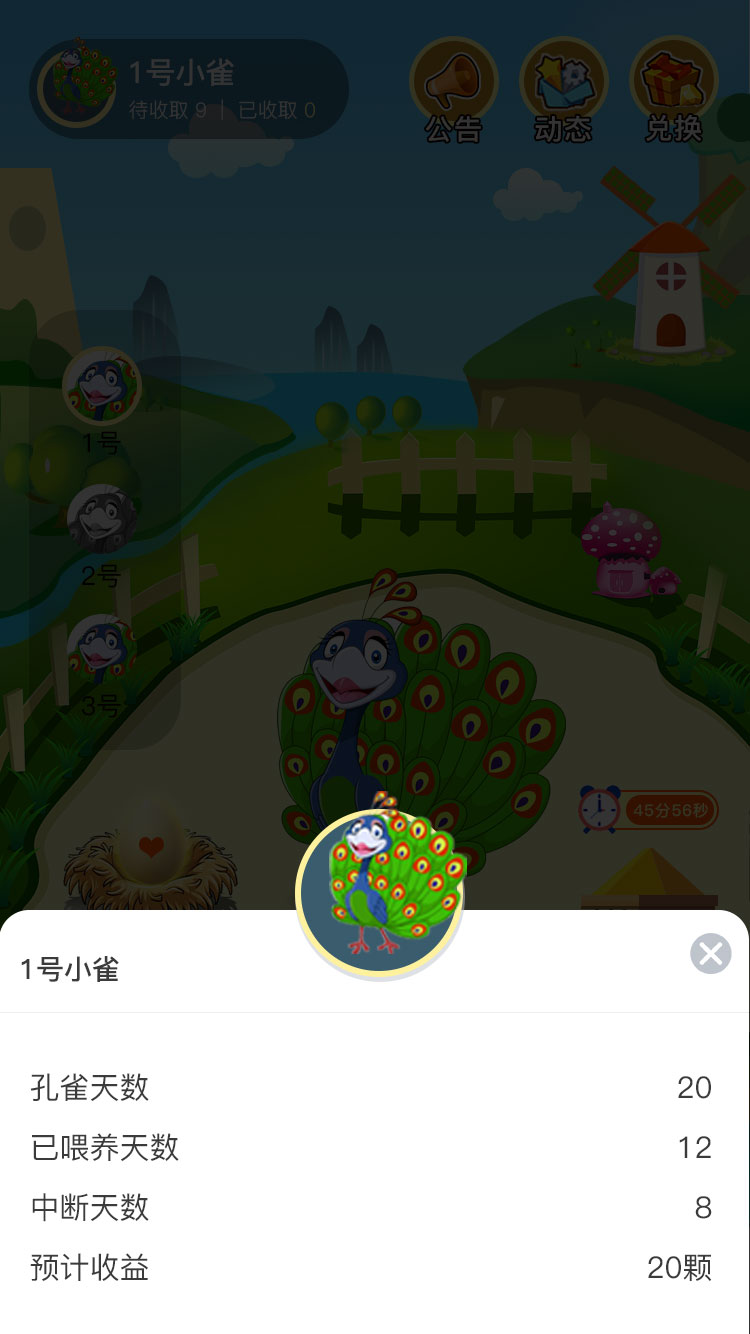 1号小雀
待收取 9 | 已收取 0
公告
动态
兑换
1号
2号
3号
45分56秒
1号小雀
孔雀天数 20
已喂养天数 12
中断天数 8
预计收益 20颗